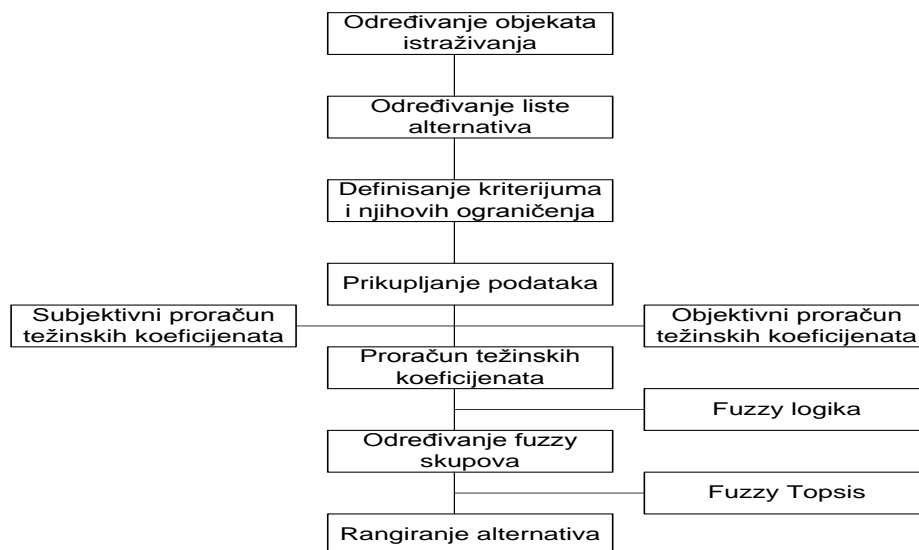 Određivanje objekata
istraživanja
Određivanje liste
alternativa
Definisanje kriterijuma
i njihovih ograničenja
Prikupljanje podataka
Subjektivni proračun
težinskih koeficijenata
Objektivni proračun
težinskih koeficijenata
Proračun težinskih
koeficijenata
Fuzzy logika
Određivanje fuzzy
skupova
Fuzzy Topsis
Rangiranje alternativa